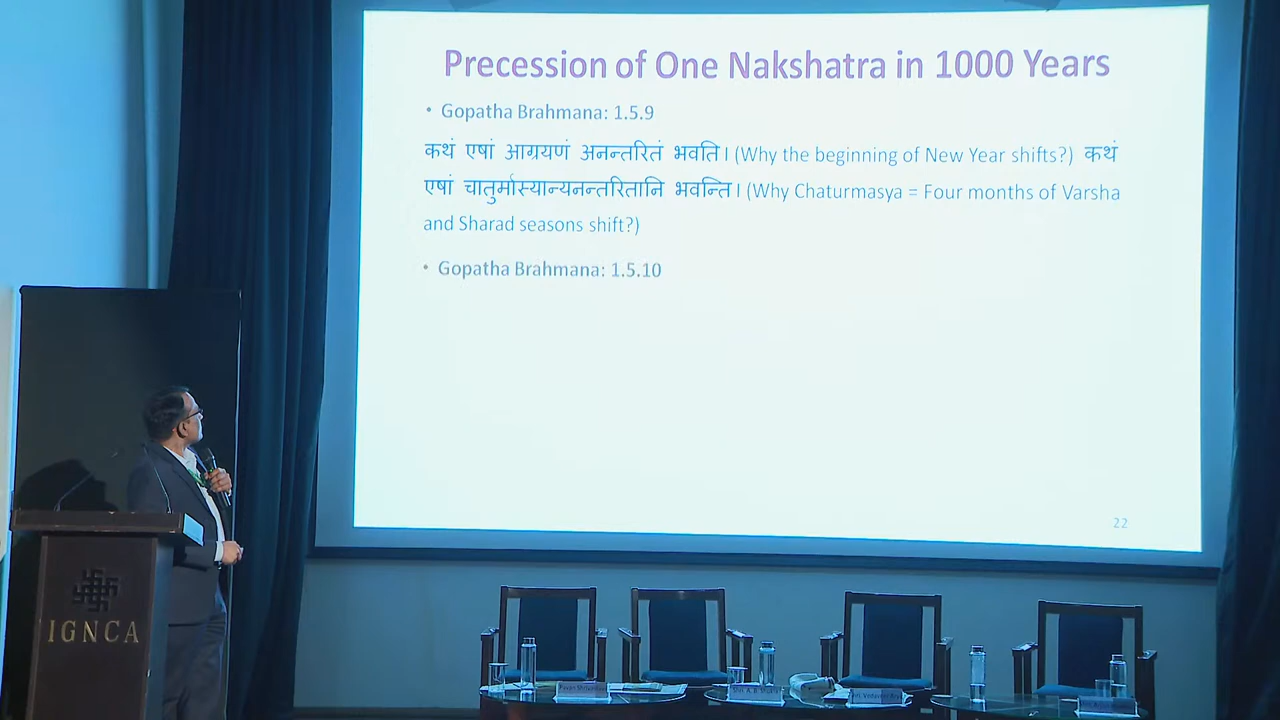 Precession of One Nakshatra in 1000 Years
• Gopatha Brahmana: 1.5.9
कथं एषां आग्रयणं अनन्तरितं भवति। (Why the beginning of New Year shifts?) कथं
एषां चातुर्मास्यान्यनन्तरितानि भवन्ति। (Why Chaturmasya = Four months of Varsha
and Sharad seasons shift?)
• Gopatha Brahmana: 1.5.10
22
IGNCA